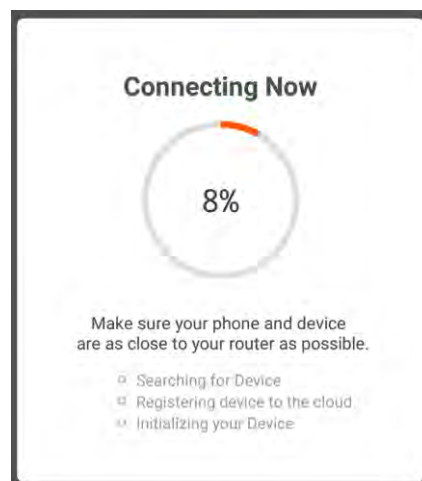 Connecting Now
8%
Make sure your phone and device
are as close to your router as possible.
Searching for Device
Registering device to the cloud
Initializing your Device